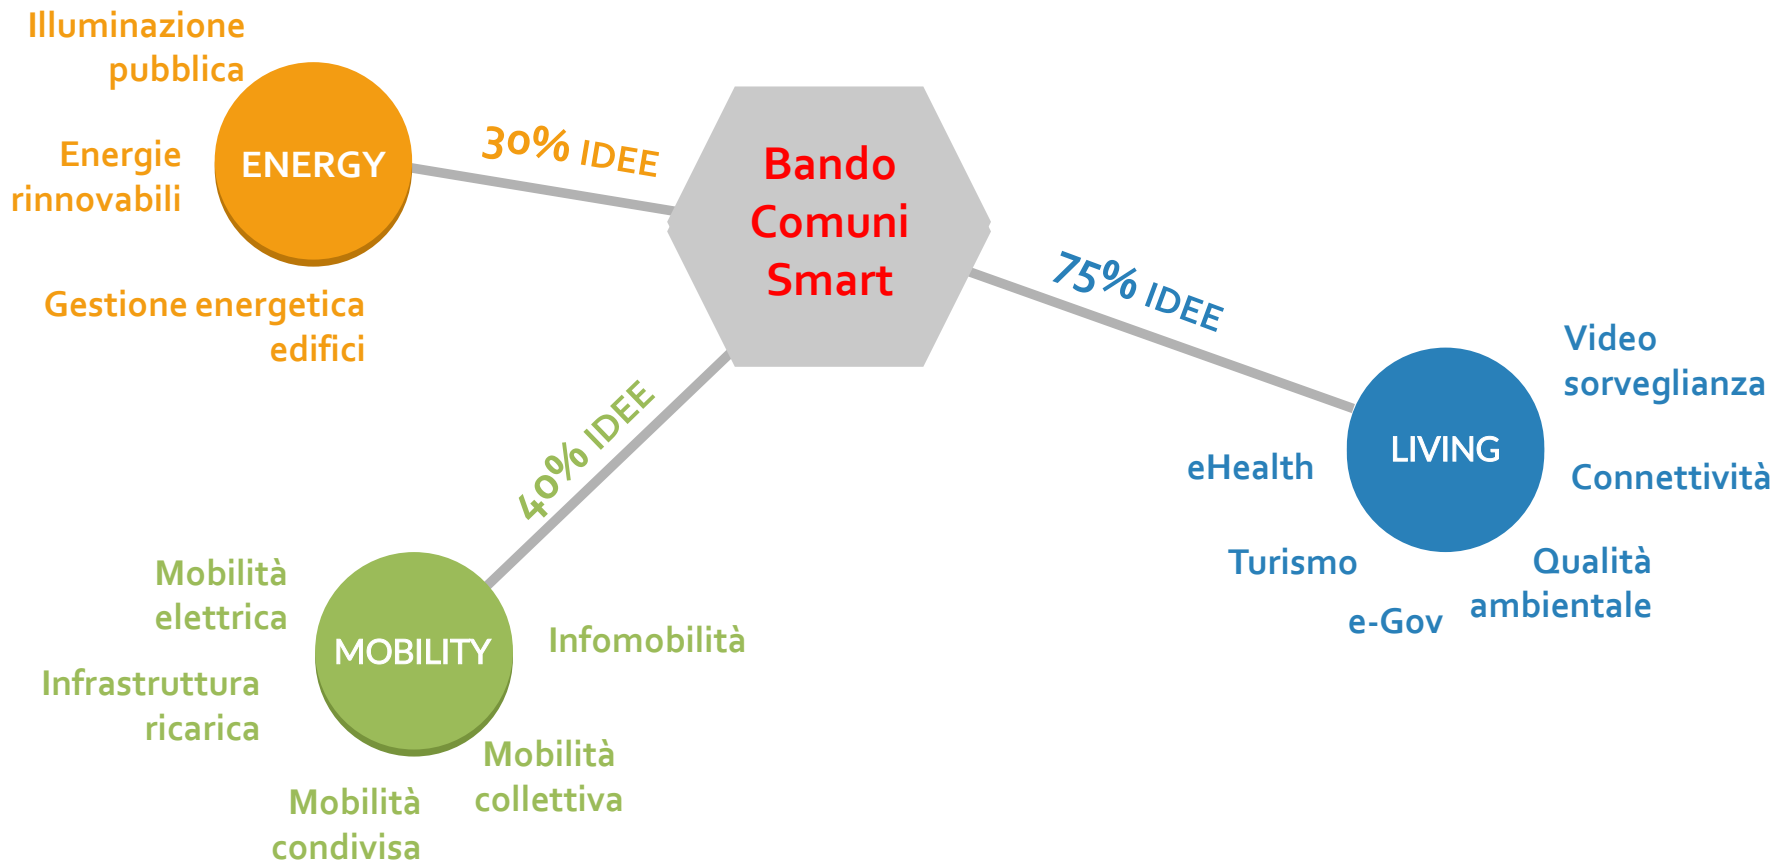 Illuminazione
pubblica
Energie
rinnovabili
ENERGY
Gestione energetica
edifici
30% IDEE
Bando
Comuni
Smart
75% IDEE
Video
sorveglianza
LIVING
eHealth
Connettività
Turismo
Qualità
ambientale
e-Gov
40% IDEE
Mobilità
elettrica
MOBILITY
Infomobilità
Infrastruttura
ricarica
Mobilità
collettiva
Mobilità
condivisa